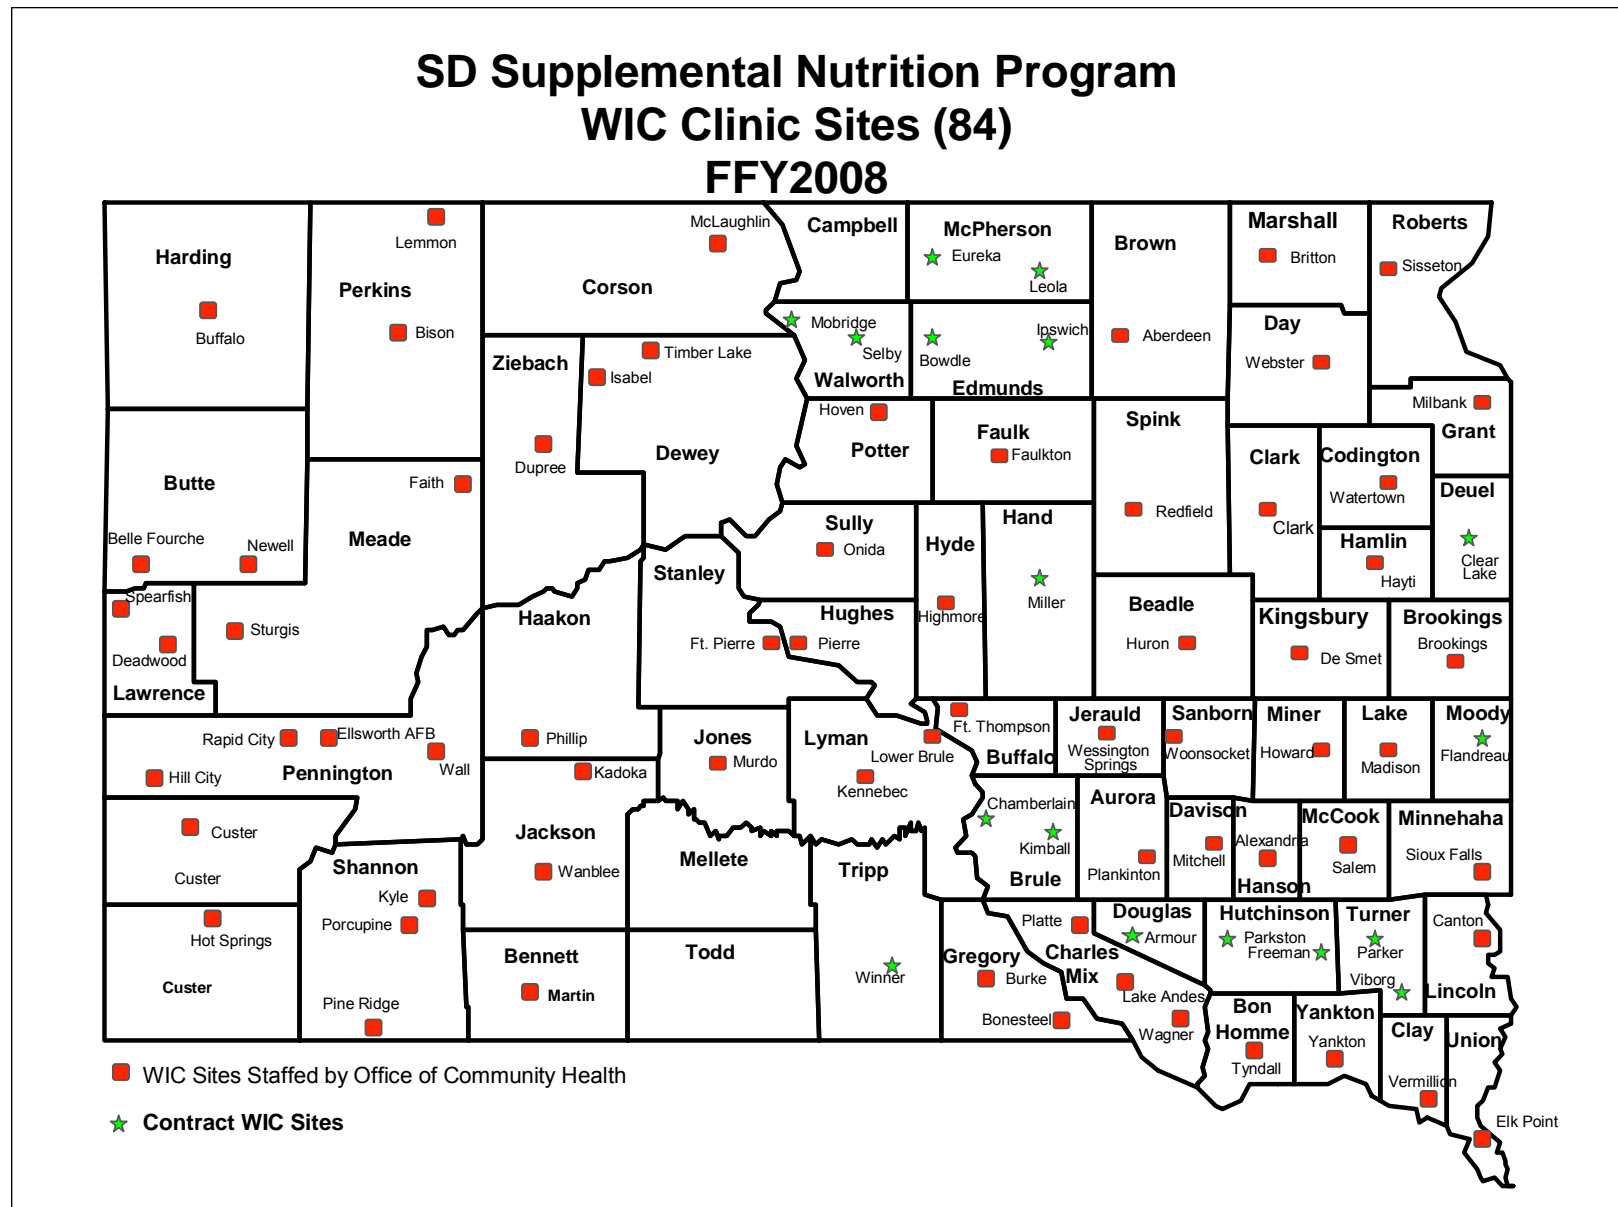 SD Supplemental Nutrition Program
WIC Clinic Sites (84)
FFY2008
Harding
Buffalo
Lemmon
Perkins
Bison
McLaughlin
Corson
Campbell
McPherson
Eureka
Leola
Brown
Aberdeen
Marshall
Britton
Roberts
Sisseton
Ziebach
Dupree
Timber Lake
Isabel
Dewey
Mobridge
Selby
Walworth
Ipswich
Bowdle
Edmunds
Day
Webster
Milbank
Grant
Butte
Belle Fourche
Newell
Faith
Meade
Sturgis
Hoven
Potter
Faulk
Faulkton
Spink
Redfield
Clark
Clark
Codington
Watertown
Deuel
Clear
Lake
Hamlin
Hayti
Spearfish
Deadwood
Lawrence
Haakon
Phillip
Stanley
Ft. Pierre
Sully
Onida
Hughes
Pierre
Hyde
Highmore
Hand
Miller
Beadle
Huron
Kingsbury
De Smet
Brookings
Brookings
Rapid City
Ellsworth AFB
Wall
Hill City
Pennington
Kadoka
Jackson
Wanblee
Jones
Murdo
Lyman
Lower Brule
Kennebec
Ft. Thompson
Buffalo
Jerauld
Wessington
Springs
Sanborn
Woonsocket
Miner
Howard
Lake
Madison
Moody
Flandreau
Custer
Custer
Shannon
Kyle
Porcupine
Pine Ridge
Hot Springs
Custer
Mellete
Todd
Bennett
Martin
Tripp
Winner
Chamberlain
Kimball
Brule
Aurora
Plankinton
Davison
Mitchell
Alexandria
Hanson
McCook
Salem
Minnehaha
Sioux Falls
Gregory
Burke
Bonesteel
Platte
Charles
Mix
Lake Andes
Wagner
Douglas
Armour
Hutchinson
Parkston
Freeman
Turner
Parker
Viborg
Canton
Lincoln
Bon
Homme
Tyndall
Yankton
Yankton
Clay
Vermillion
Union
Elk Point
WIC Sites Staffed by Office of Community Health
Contract WIC Sites